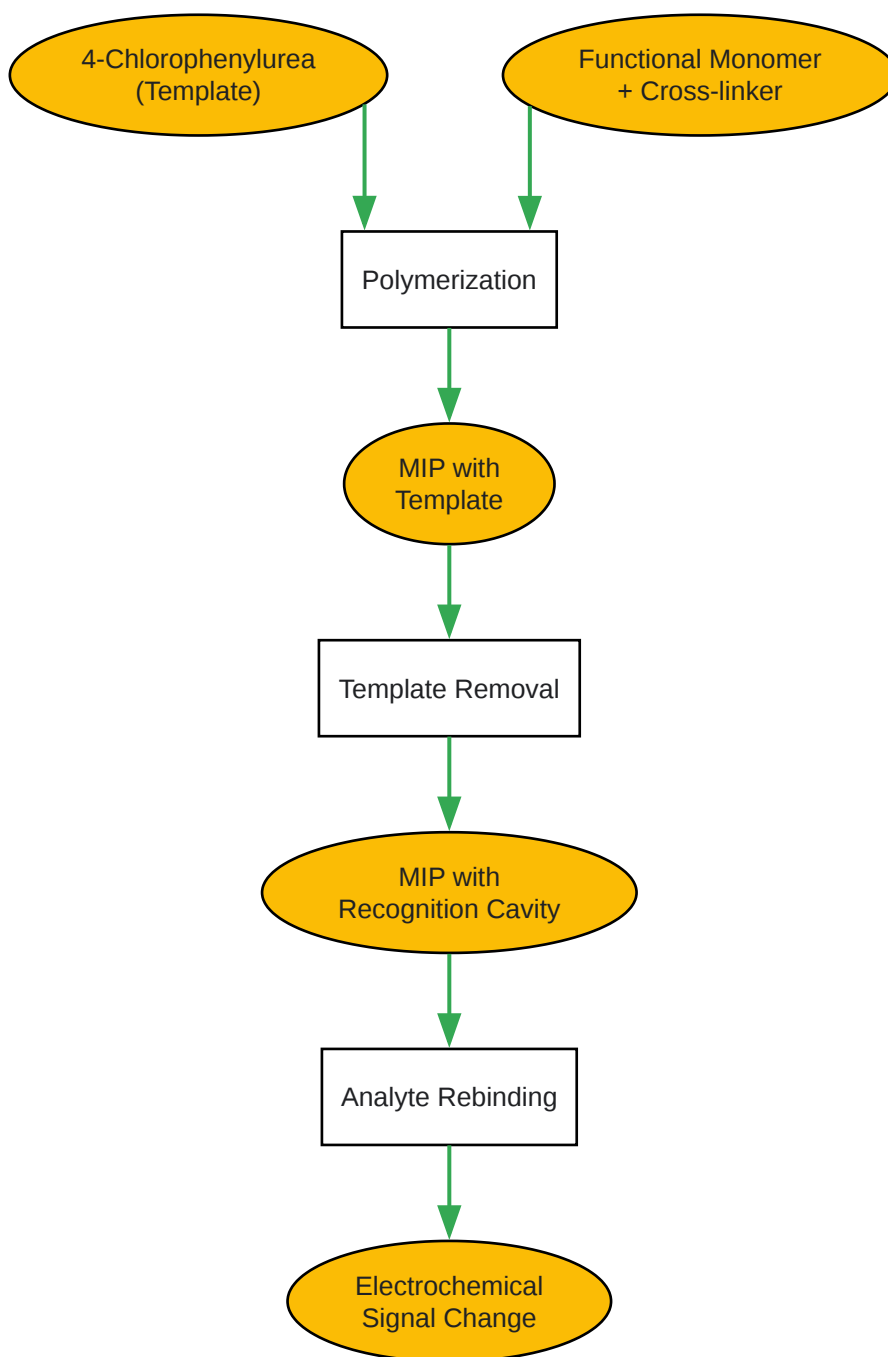 4-Chlorophenylurea
(Template)
Functional Monomer
+ Cross-linker
Polymerization
MIP with
Template
Template Removal
MIP with
Recognition Cavity
Analyte Rebinding
Electrochemical
Signal Change